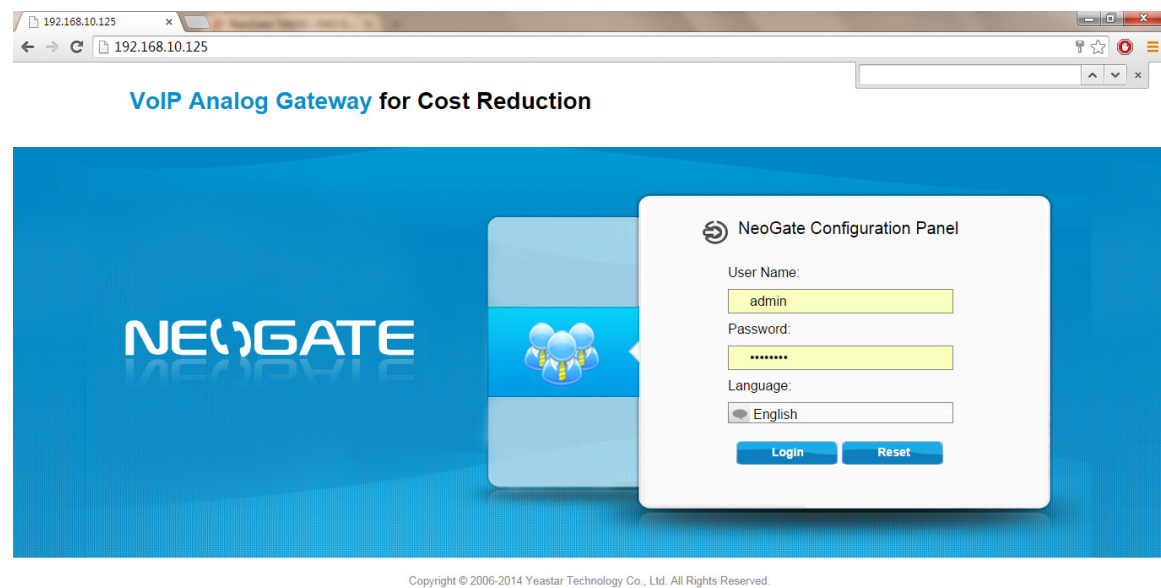 192.168.10.125
192.168.10.125
VoIP Analog Gateway for Cost Reduction
NEOGATE
NeoGate Configuration Panel
User Name:
admin
Password:
••••••••
Language:
English
Login Reset
Copyright © 2006-2014 Yeastar Technology Co., Ltd. All Rights Reserved.